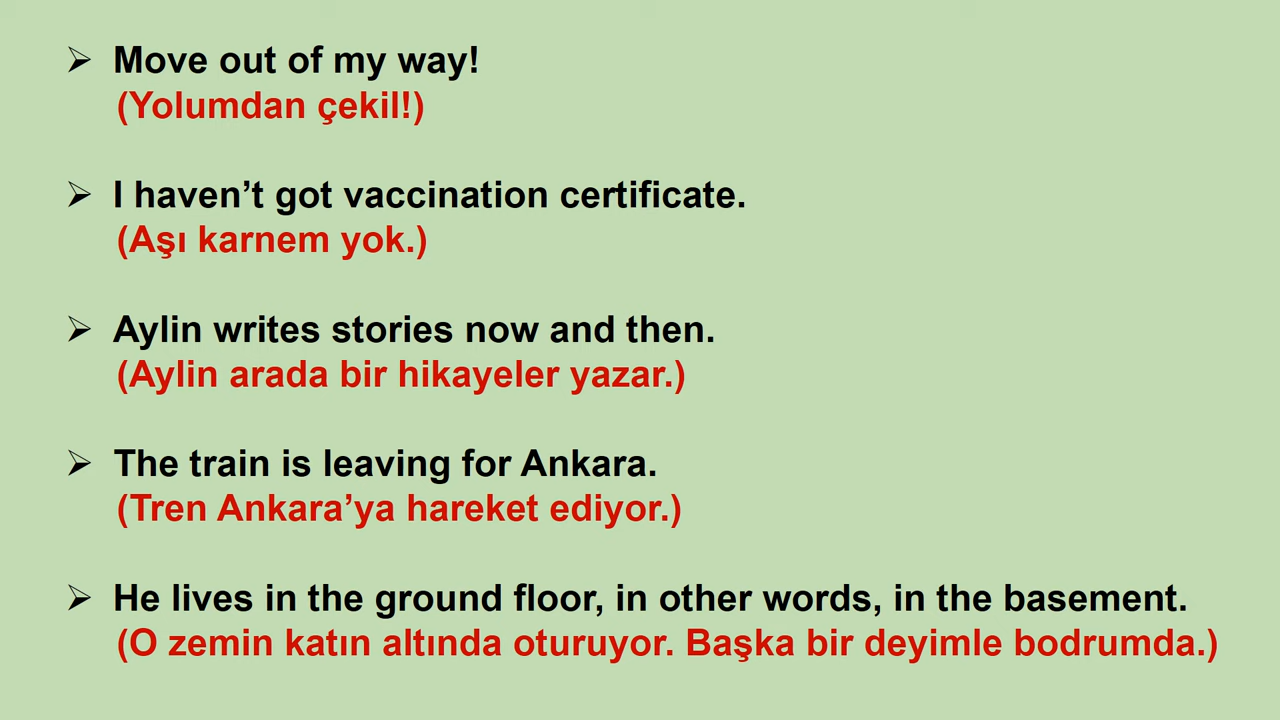 ➢ Move out of my way!
(Yolumdan çekil!)
➢ I haven’t got vaccination certificate.
(Aşı karnem yok.)
➢ Aylin writes stories now and then.
(Aylin arada bir hikayeler yazar.)
➢ The train is leaving for Ankara.
(Tren Ankara’ya hareket ediyor.)
➢ He lives in the ground floor, in other words, in the basement.
(O zemin katın altında oturuyor. Başka bir deyimle bodrumda.)